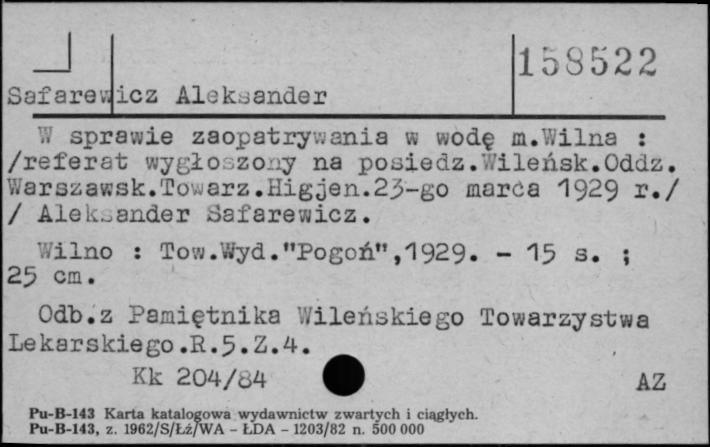 158522
Safarewicz Aleksander
W sprawie zaopatrywania w wodę m.Wilna :
/referat wygłoszony na posiedz.Wileńsk.Oddz.
Warszawsk.Towarz.Higjen.23-go marca 1929 r./
/ Aleksander Safarewicz.
Wilno : Tow.Wyd."Pogoń",1929. - 15 s. ;
25 cm.
Odb.z Pamiętnika Wileńskiego Towarzystwa
Lekarskiego.R.5.Z.4.
Kk 204/84
AZ
Pu-B-143 Karta katalogowa wydawnictw zwartych i ciągłych.
Pu-B-143, z. 1962/S/Łź/WA - ŁDA - 1203/82 n. 500 000